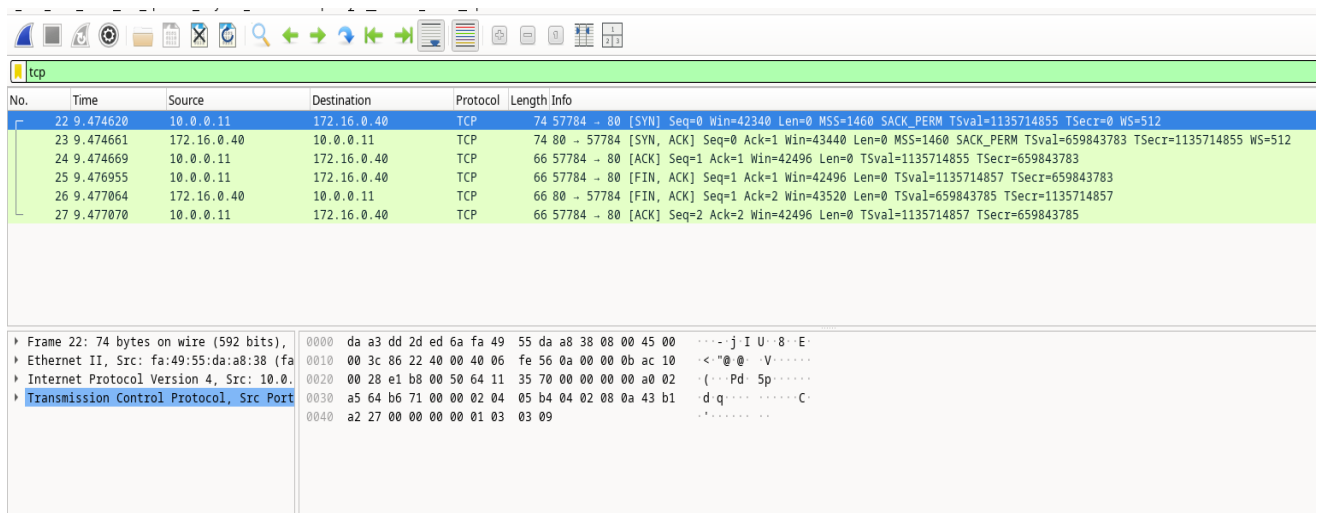 tcp
No. Time Source Destination Protocol Length Info
22 9.474620 10.0.0.11 172.16.0.40 TCP 74 57784 → 80 [SYN] Seq=0 Win=42340 Len=0 MSS=1460 SACK_PERM TSval=1135714855 TSecr=0 WS=512
23 9.474661 172.16.0.40 10.0.0.11 TCP 74 80 → 57784 [SYN, ACK] Seq=0 Ack=1 Win=43440 Len=0 MSS=1460 SACK_PERM TSval=659843783 TSecr=1135714855 WS=512
24 9.474669 10.0.0.11 172.16.0.40 TCP 66 57784 → 80 [ACK] Seq=1 Ack=1 Win=42496 Len=0 TSval=1135714855 TSecr=659843783
25 9.476955 10.0.0.11 172.16.0.40 TCP 66 57784 → 80 [FIN, ACK] Seq=1 Ack=1 Win=42496 Len=0 TSval=1135714857 TSecr=659843783
26 9.477064 172.16.0.40 10.0.0.11 TCP 66 80 → 57784 [FIN, ACK] Seq=1 Ack=2 Win=43520 Len=0 TSval=659843785 TSecr=1135714857
27 9.477070 10.0.0.11 172.16.0.40 TCP 66 57784 → 80 [ACK] Seq=2 Ack=2 Win=42496 Len=0 TSval=1135714857 TSecr=659843785
Frame 22: 74 bytes on wire (592 bits),
Ethernet II, Src: fa:49:55:da:a8:38 (fa
Internet Protocol Version 4, Src: 10.0.
Transmission Control Protocol, Src Port
0000 da a3 dd 2d ed 6a fa 49 55 da a8 38 08 00 45 00 ···-·j·I U··8··E·
0010 00 3c 86 22 40 00 40 06 fe 56 0a 00 00 0b ac 10 ·<·"@·@· ·V······
0020 00 28 e1 b8 00 50 64 11 35 70 00 00 00 00 a0 02 ·(···Pd· 5p······
0030 a5 64 b6 71 00 00 02 04 05 b4 04 02 08 0a 43 b1 ·d·q···· ······C·
0040 a2 27 00 00 00 00 01 03 03 09 ·'······ ··